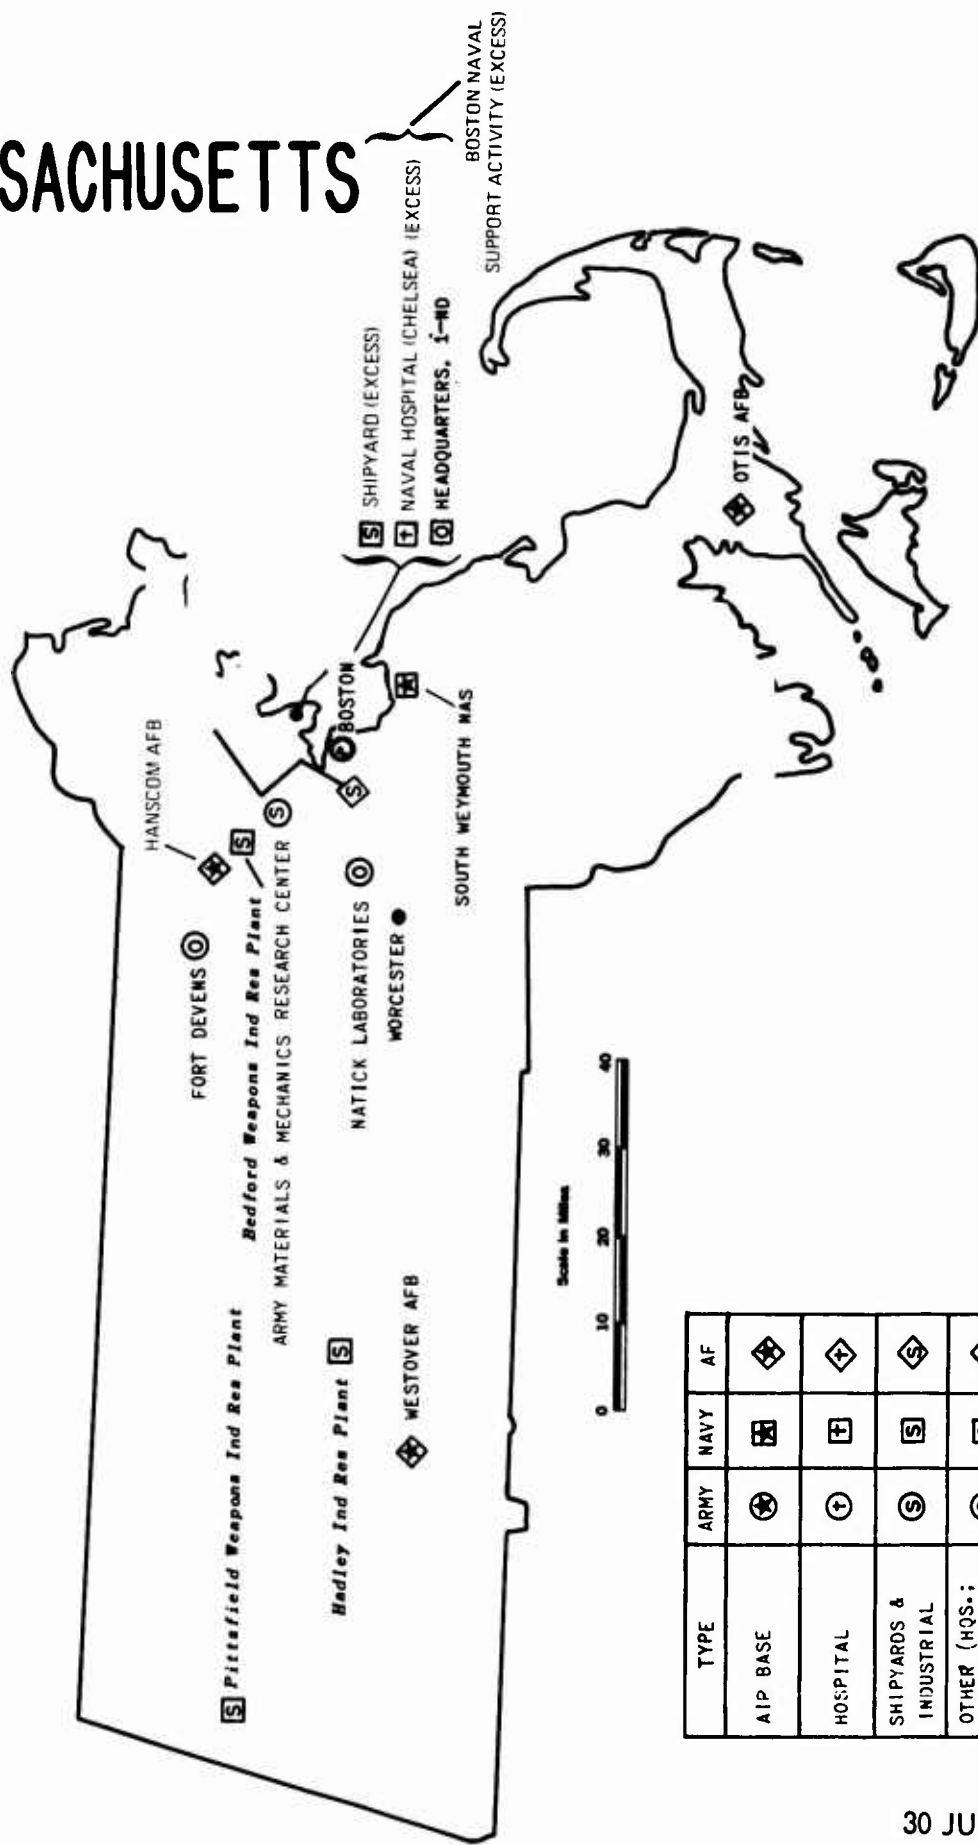 SACHUSETTS
BOSTON NAVAL
SUPPORT ACTIVITY (EXCESS)
S SHIPYARD (EXCESS)
NAVAL HOSPITAL (CHELSEA) (EXCESS)
O HEADQUARTERS, 1-ND
HANSCOM AFB
FORT DEVENS O
S
Bedford Weapons Ind Res Plant
ARMY MATERIALS & MECHANICS RESEARCH CENTER S
BOSTON
S
NATICK LABORATORIES O
WORCESTER
SOUTH WEYMOUTH NAS
OTIS AFB
S Pittsfield Weapons Ind Res Plant
Hadley Ind Res Plant S
WESTOVER AFB
Scale in Miles
0 10 20 30 40
TYPE ARMY NAVY AF
AIP BASE
HOSPITAL
SHIPYARDS & S S S
INDUSTRIAL
OTHER (HQS.;
30 JU